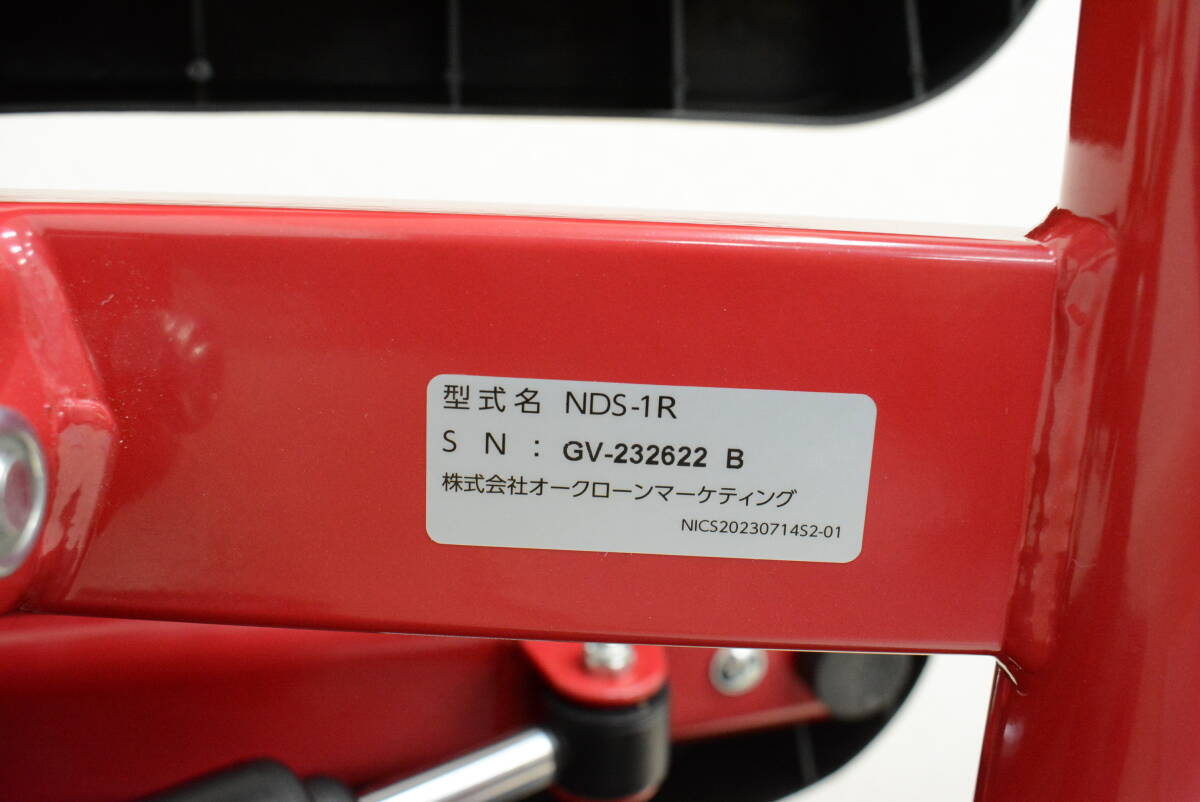 型式名 NDS-1R
SN: GV-232622 B
株式会社オークローンマーケティング
NICS20230714S2-01